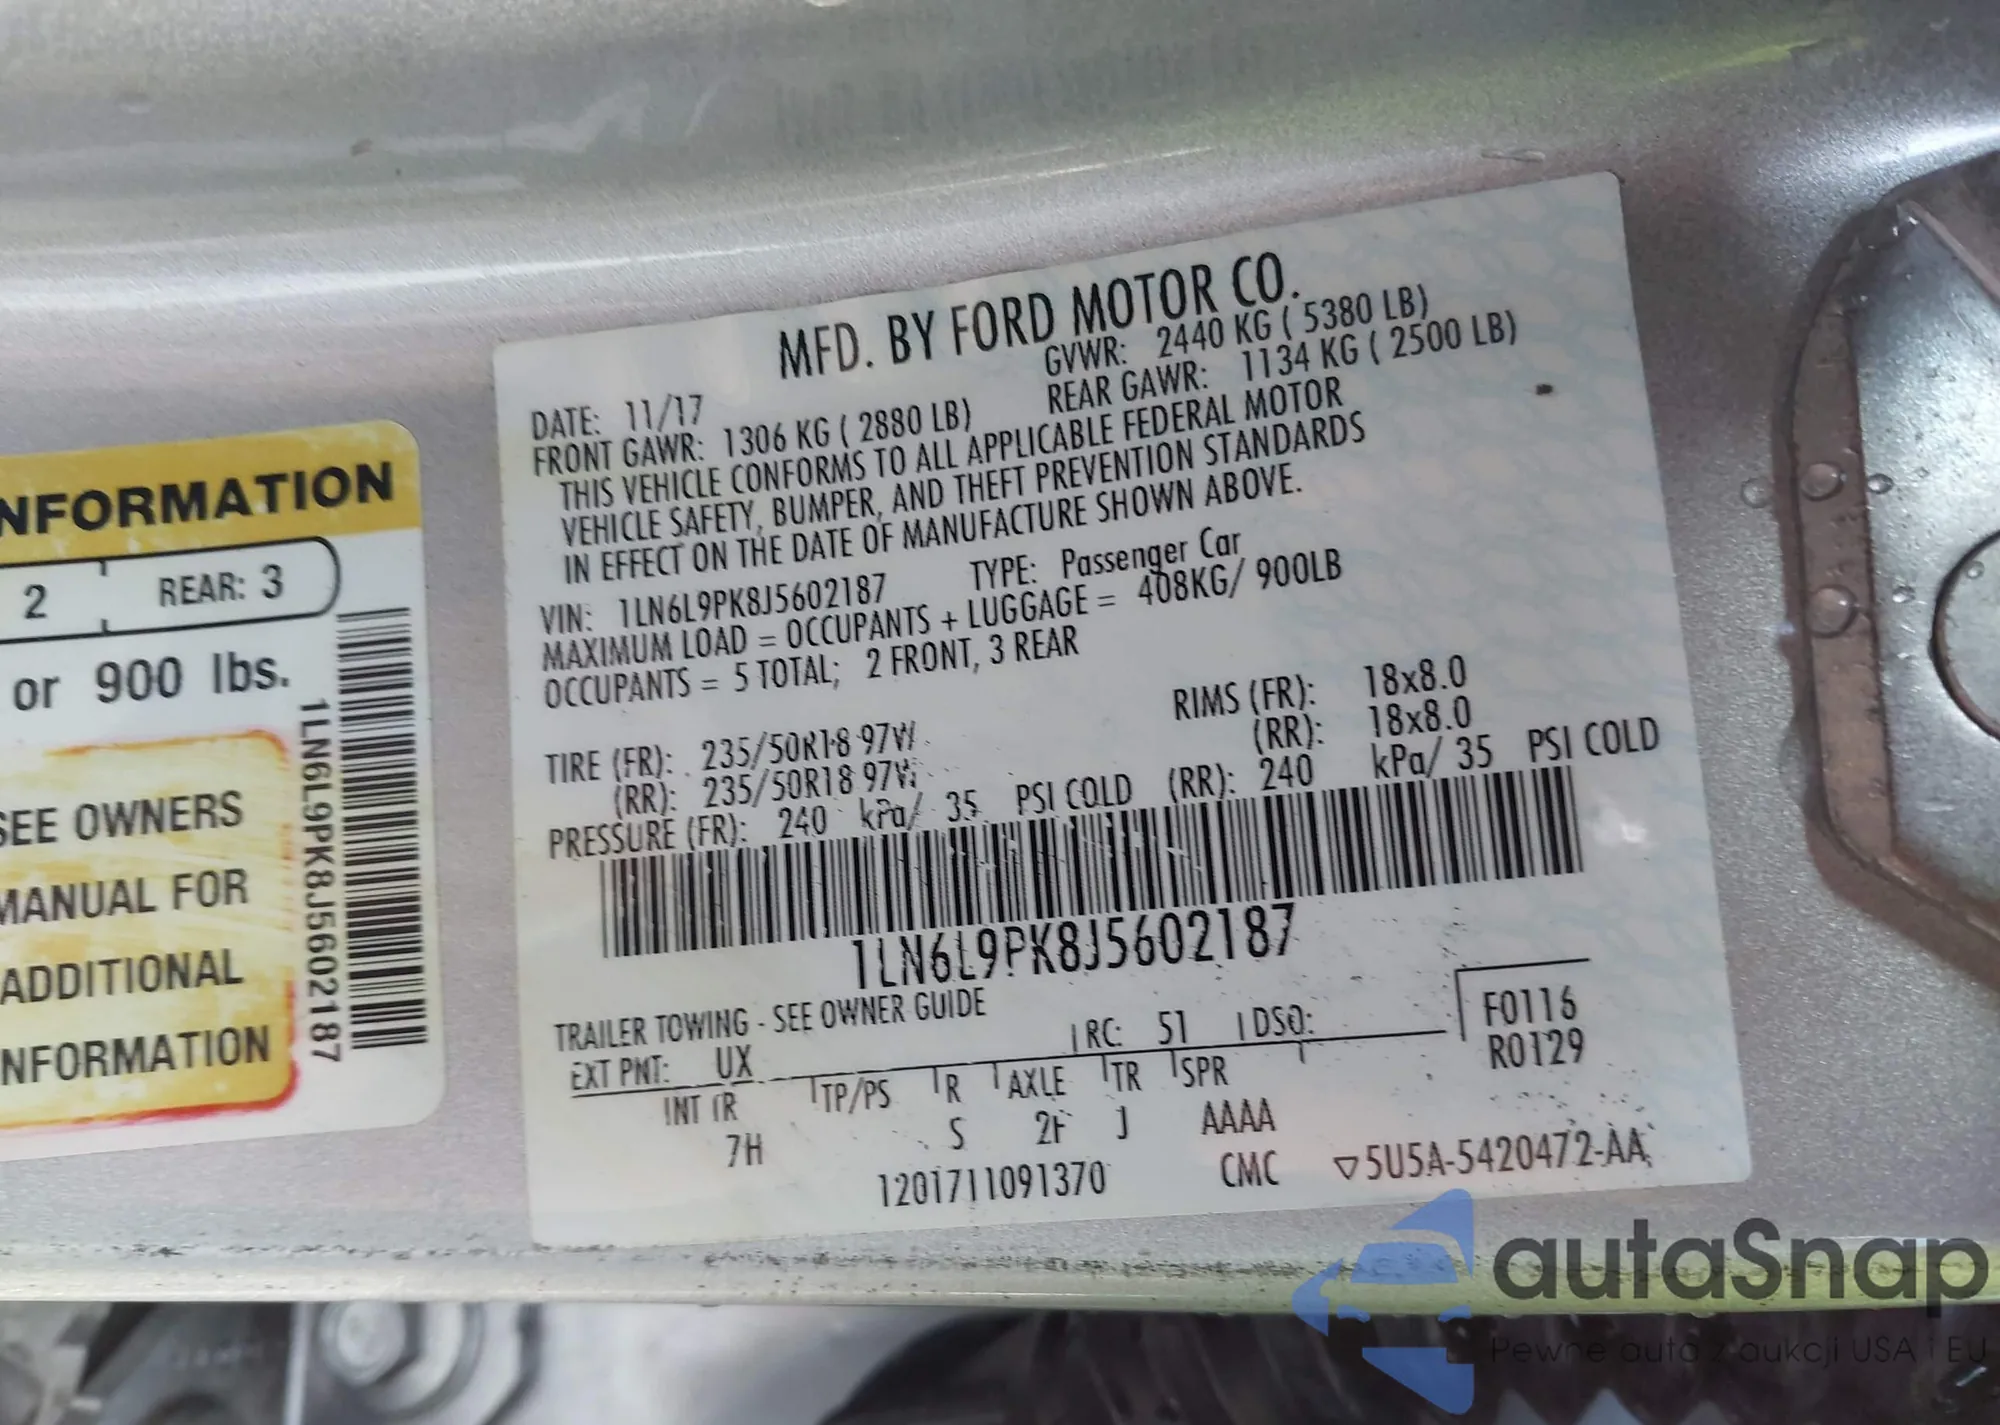 NFORMATION
2 REAR: 3
or 900 lbs.
SEE OWNERS
MANUAL FOR
ADDITIONAL
NFORMATION
1LN6L9PK8J5602187
MFD. BY FORD MOTOR CO.
DATE: 11/17 GVWR: 2440 KG ( 5380 LB)
FRONT GAWR: 1306 KG ( 2880 LB) REAR GAWR: 1134 KG ( 2500 LB)
THIS VEHICLE CONFORMS TO ALL APPLICABLE FEDERAL MOTOR
VEHICLE SAFETY, BUMPER, AND THEFT PREVENTION STANDARDS
IN EFFECT ON THE DATE OF MANUFACTURE SHOWN ABOVE.
VIN: 1LN6L9PK8J5602187 TYPE: Passenger Car
MAXIMUM LOAD = OCCUPANTS + LUGGAGE = 408KG/ 900LB
OCCUPANTS = 5 TOTAL; 2 FRONT, 3 REAR
TIRE (FR): 235/50R18 97W RIMS (FR): 18x8.0
(RR): 235/50R18 97W (RR): 18x8.0
PRESSURE (FR): 240 kPa/ 35 PSI COLD (RR): 240 kPa/ 35 PSI COLD
1LN6L9PK8J5602187
TRAILER TOWING - SEE OWNER GUIDE
EXT PNT: UX RC: 51 DSO: F0116
R0129
INT TR TP/PS R AXLE TR SPR
7H S 2F J AAAA
1201711091370 CMC ▽5U5A-5420472-AA
autaSnap
Pewne auta z aukcji USA i EU